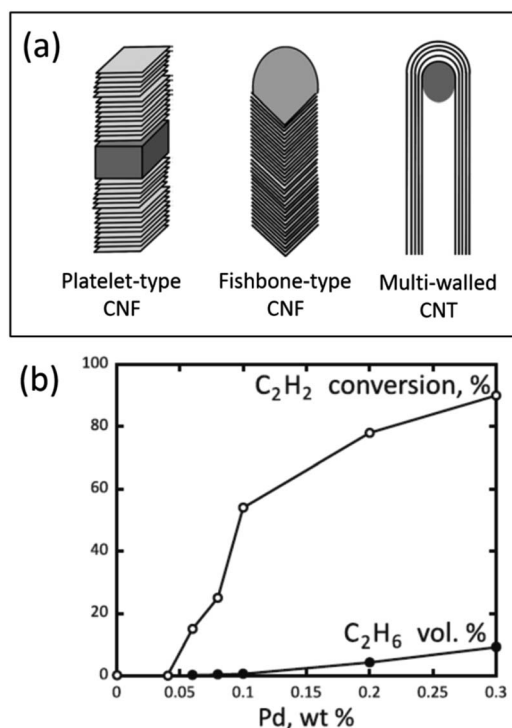 (a)
Platelet-type
CNF
Fishbone-type
CNF
Multi-walled
CNT
(b)
100
80
60
40
20
0
C₂H₂ conversion, %
C₂H₆ vol. %
0 0.05 0.1 0.15 0.2 0.25 0.3
Pd, wt %